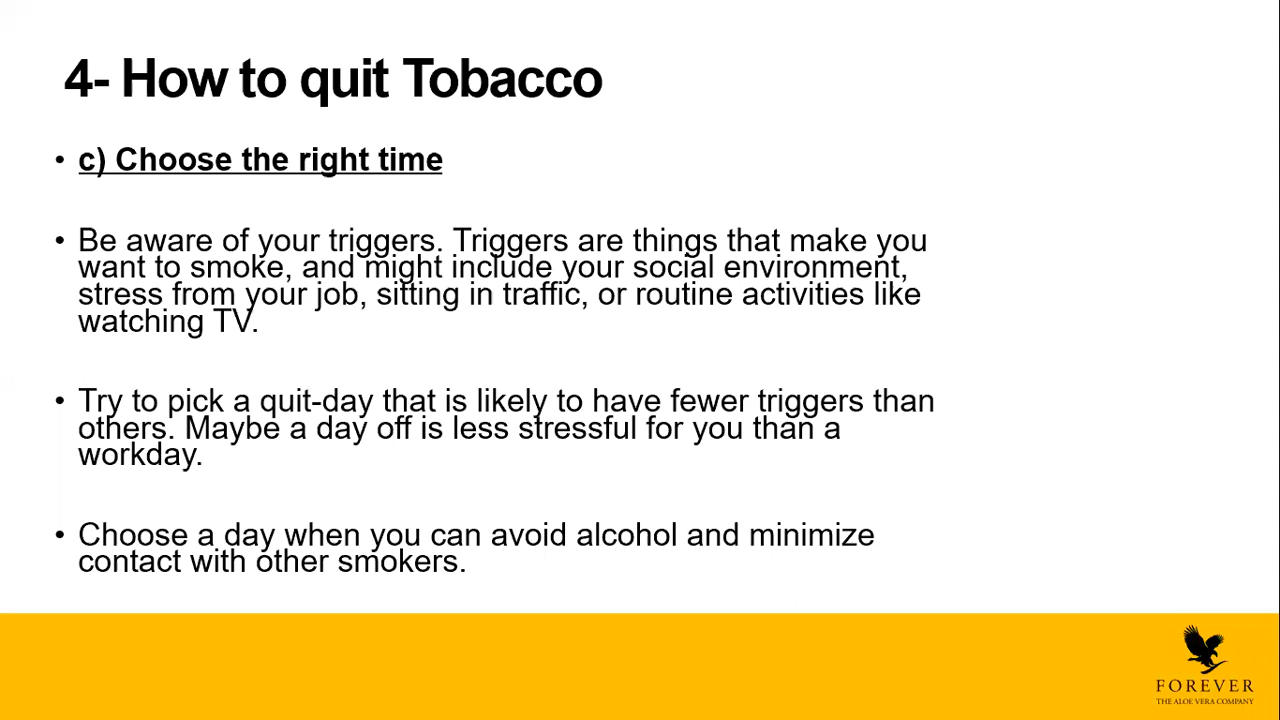 4- How to quit Tobacco
• c) Choose the right time
• Be aware of your triggers. Triggers are things that make you
want to smoke, and might include your social environment,
stress from your job, sitting in traffic, or routine activities like
watching TV.
• Try to pick a quit-day that is likely to have fewer triggers than
others. Maybe a day off is less stressful for you than a
workday.
• Choose a day when you can avoid alcohol and minimize
contact with other smokers.
FOREVER
THE ALOE VERA COMPANY